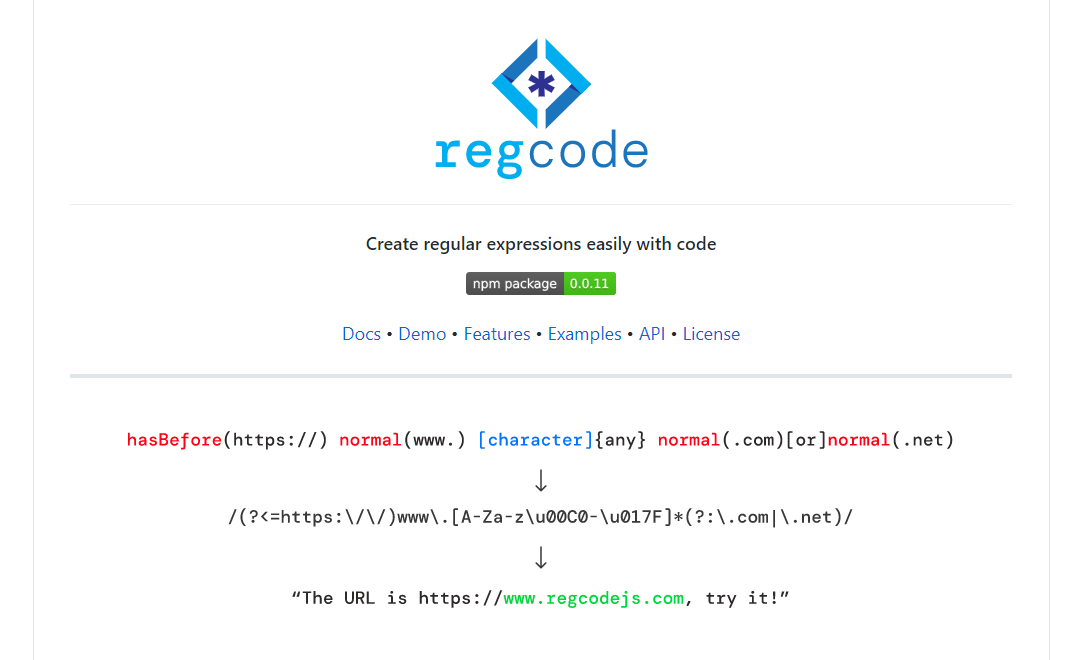 regcode
Create regular expressions easily with code
npm package 0.0.11
Docs • Demo • Features • Examples • API • License
hasBefore(https://) normal(www.) [character]{any} normal(.com)[or]normal(.net)
↓
/(?<=https:\/\/)www\.[A-Za-z\u00C0-\u017F]*(?:\.com|\.net)/
↓
“The URL is https://www.regcodejs.com, try it!”